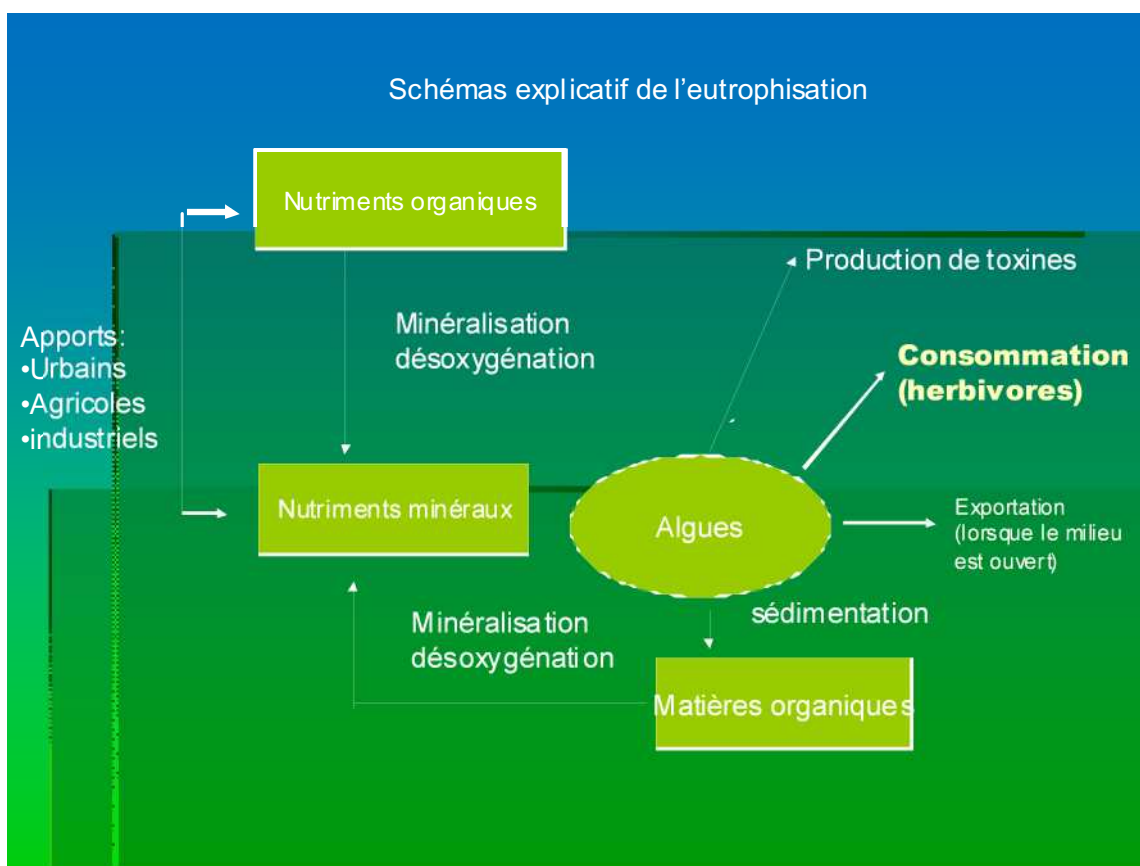 Schémas explicatif de l'eutrophisation
Nutriments organiques
Production de toxines
Minéralisation
désoxygénation
Apports:
•Urbains
•Agricoles
•industriels
Consommation
(herbivores)
Nutriments minéraux
Algues
Exportation
(lorsque le milieu
est ouvert)
sédimentation
Minéralisation
désoxygénation
Matières organiques